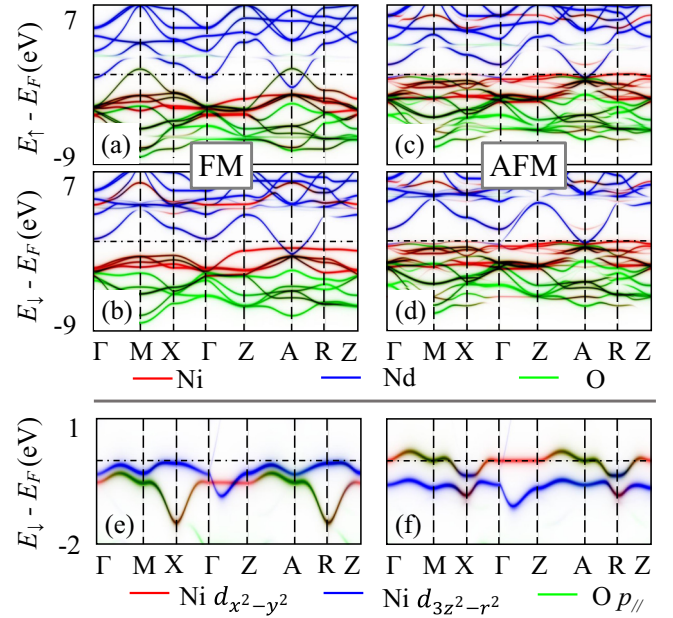 7
E↑ - E_F (eV)
-9
(a)
(c)
FM
AFM
7
E↓ - E_F (eV)
-9
(b)
(d)
Γ M X Γ Z A R Z
Γ M X Γ Z A R Z
Ni Nd O
1
E↓ - E_F (eV)
-2
(e)
(f)
Γ M X Γ Z A R Z
Γ M X Γ Z A R Z
Ni d_{x²−y²} Ni d_{3z²−r²} O p_{//}